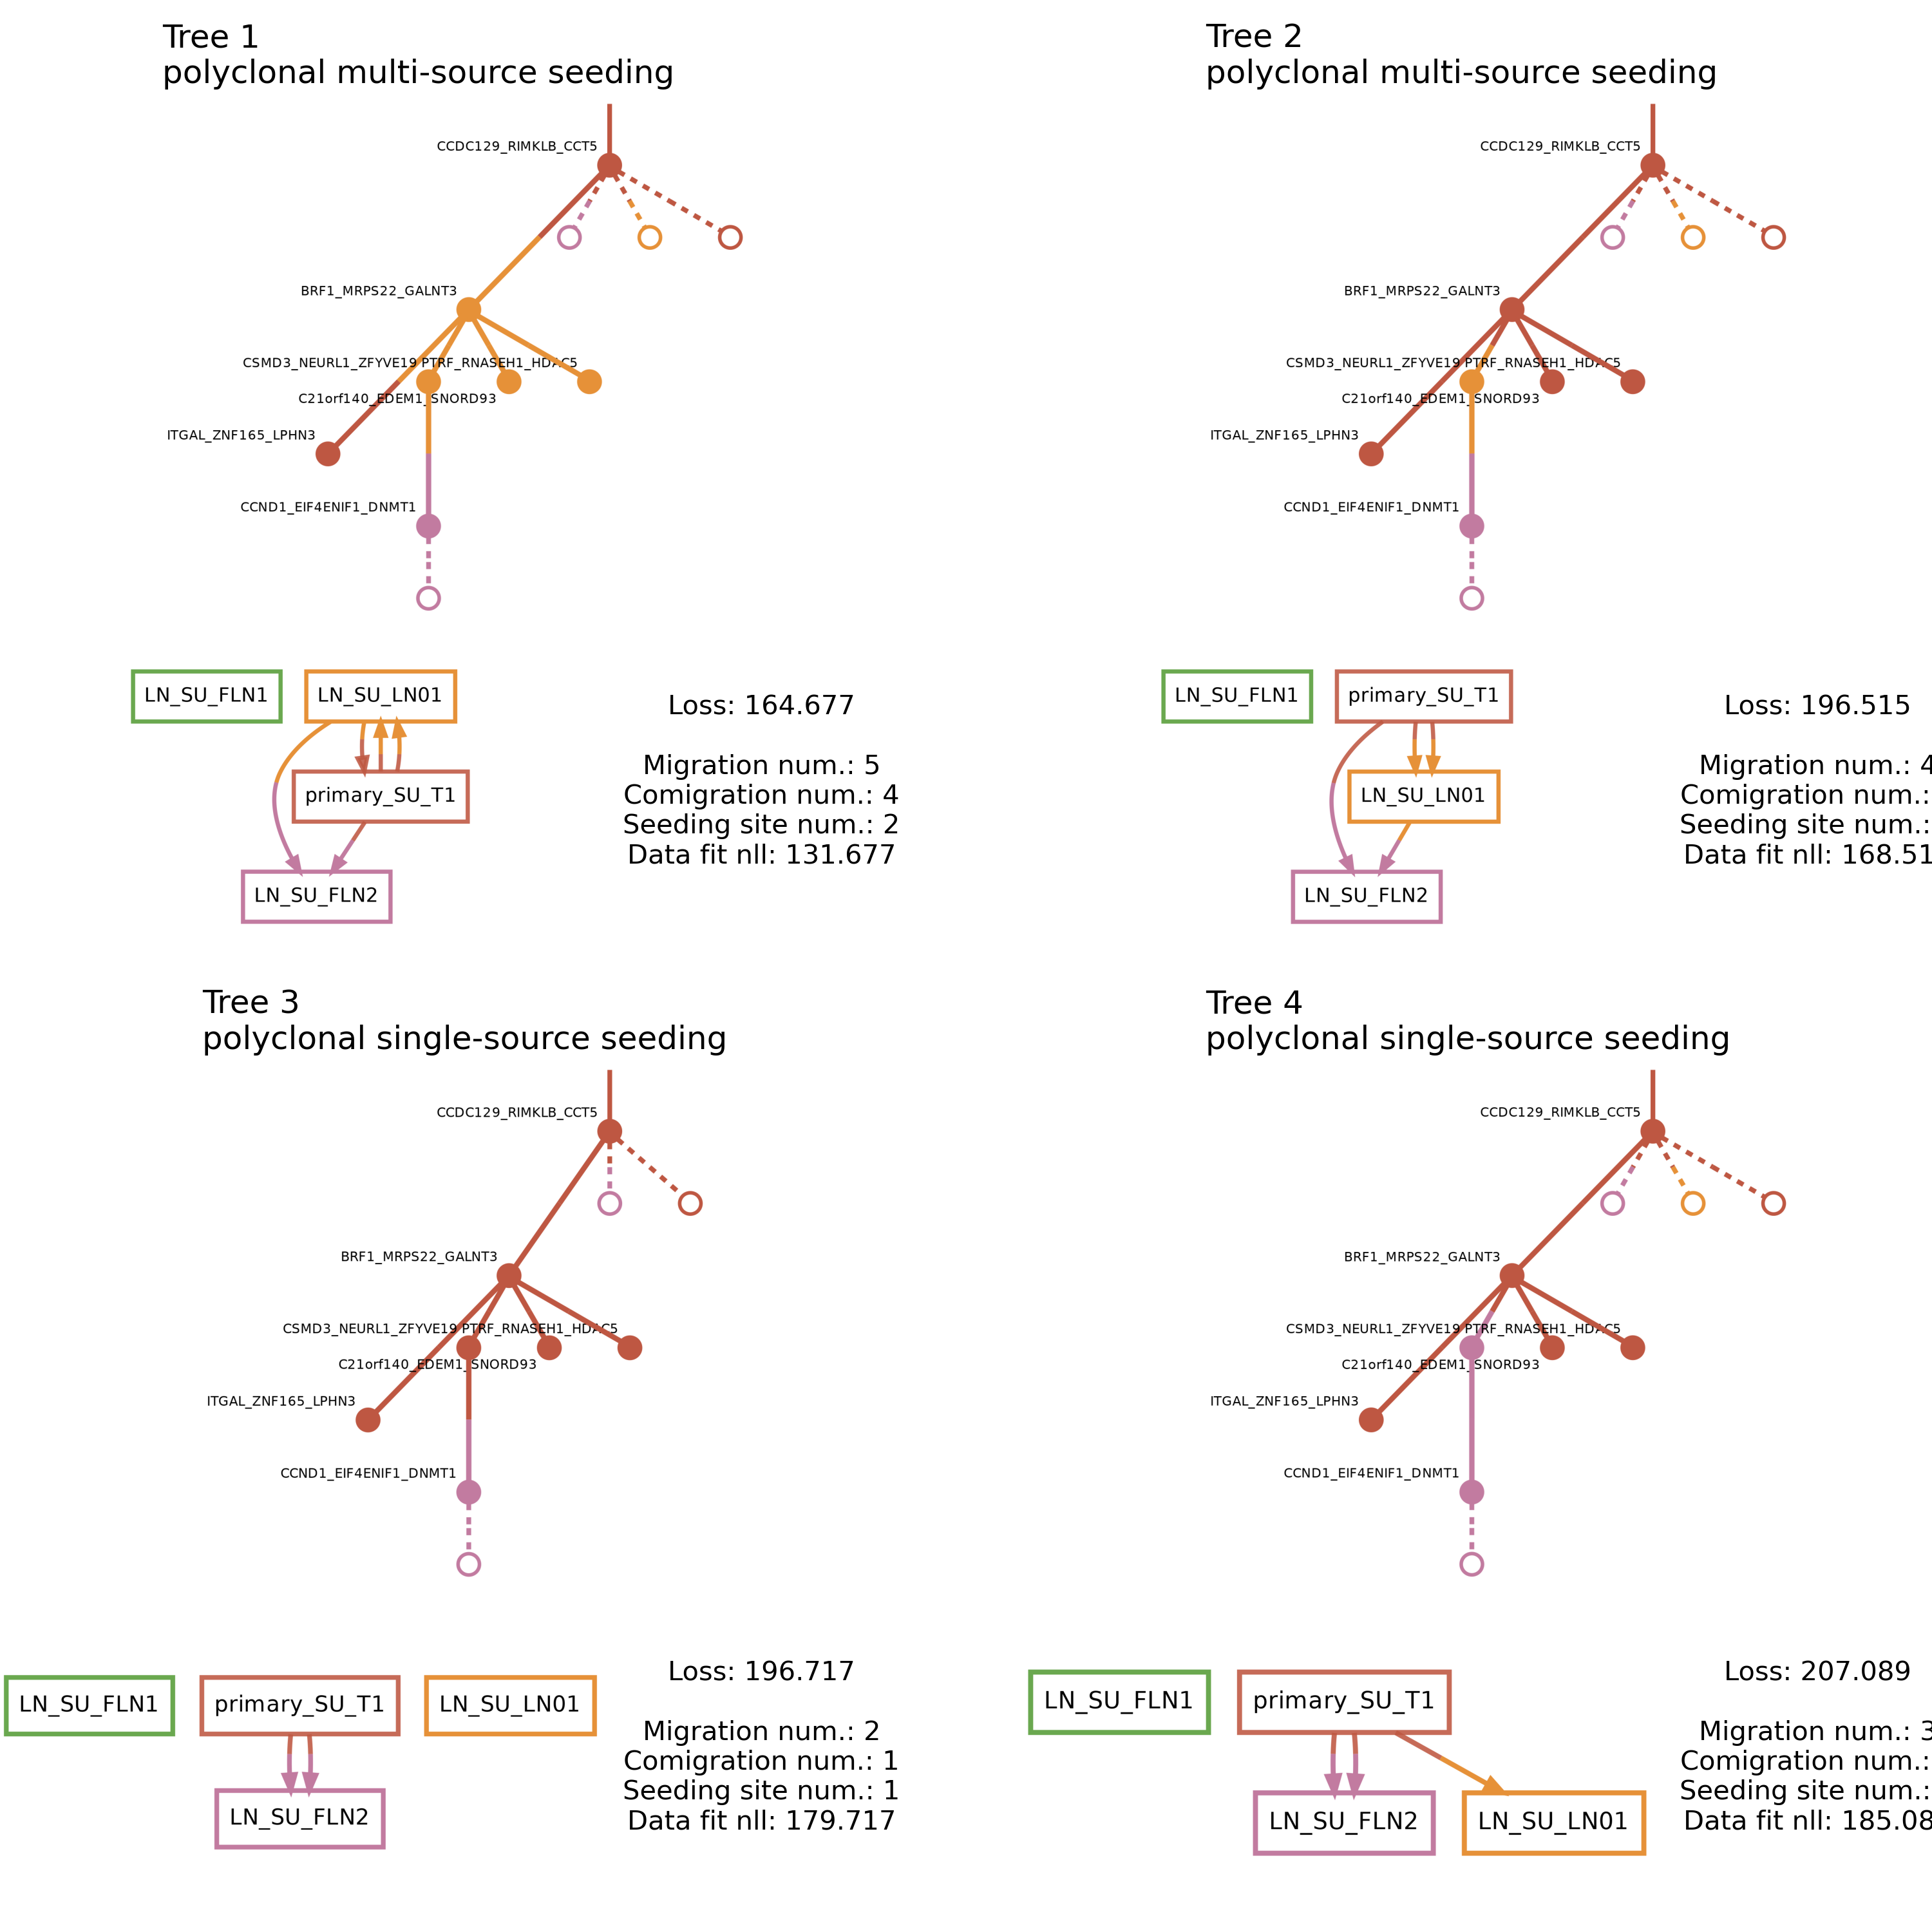 Tree 1
polyclonal multi-source seeding
CCDC129_RIMKLB_CCT5
BRF1_MRPS22_GALNT3
CSMD3_NEURL1_ZFYVE19 PTRF_RNASEH1_HDAC5
C21orf140_EDEM1_SNORD93
ITGAL_ZNF165_LPHN3
CCND1_EIF4ENIF1_DNMT1
LN_SU_FLN1
LN_SU_LN01
primary_SU_T1
LN_SU_FLN2
Loss: 164.677
Migration num.: 5
Comigration num.: 4
Seeding site num.: 2
Data fit nll: 131.677
Tree 2
polyclonal multi-source seeding
CCDC129_RIMKLB_CCT5
BRF1_MRPS22_GALNT3
CSMD3_NEURL1_ZFYVE19 PTRF_RNASEH1_HDAC5
C21orf140_EDEM1_SNORD93
ITGAL_ZNF165_LPHN3
CCND1_EIF4ENIF1_DNMT1
LN_SU_FLN1
primary_SU_T1
LN_SU_LN01
LN_SU_FLN2
Loss: 196.515
Migration num.: 4
Comigration num.:
Seeding site num.:
Data fit nll: 168.51
Tree 3
polyclonal single-source seeding
CCDC129_RIMKLB_CCT5
BRF1_MRPS22_GALNT3
CSMD3_NEURL1_ZFYVE19 PTRF_RNASEH1_HDAC5
C21orf140_EDEM1_SNORD93
ITGAL_ZNF165_LPHN3
CCND1_EIF4ENIF1_DNMT1
LN_SU_FLN1
primary_SU_T1
LN_SU_LN01
LN_SU_FLN2
Loss: 196.717
Migration num.: 2
Comigration num.: 1
Seeding site num.: 1
Data fit nll: 179.717
Tree 4
polyclonal single-source seeding
CCDC129_RIMKLB_CCT5
BRF1_MRPS22_GALNT3
CSMD3_NEURL1_ZFYVE19 PTRF_RNASEH1_HDAC5
C21orf140_EDEM1_SNORD93
ITGAL_ZNF165_LPHN3
CCND1_EIF4ENIF1_DNMT1
LN_SU_FLN1
primary_SU_T1
LN_SU_FLN2
LN_SU_LN01
Loss: 207.089
Migration num.: 3
Comigration num.:
Seeding site num.:
Data fit nll: 185.08